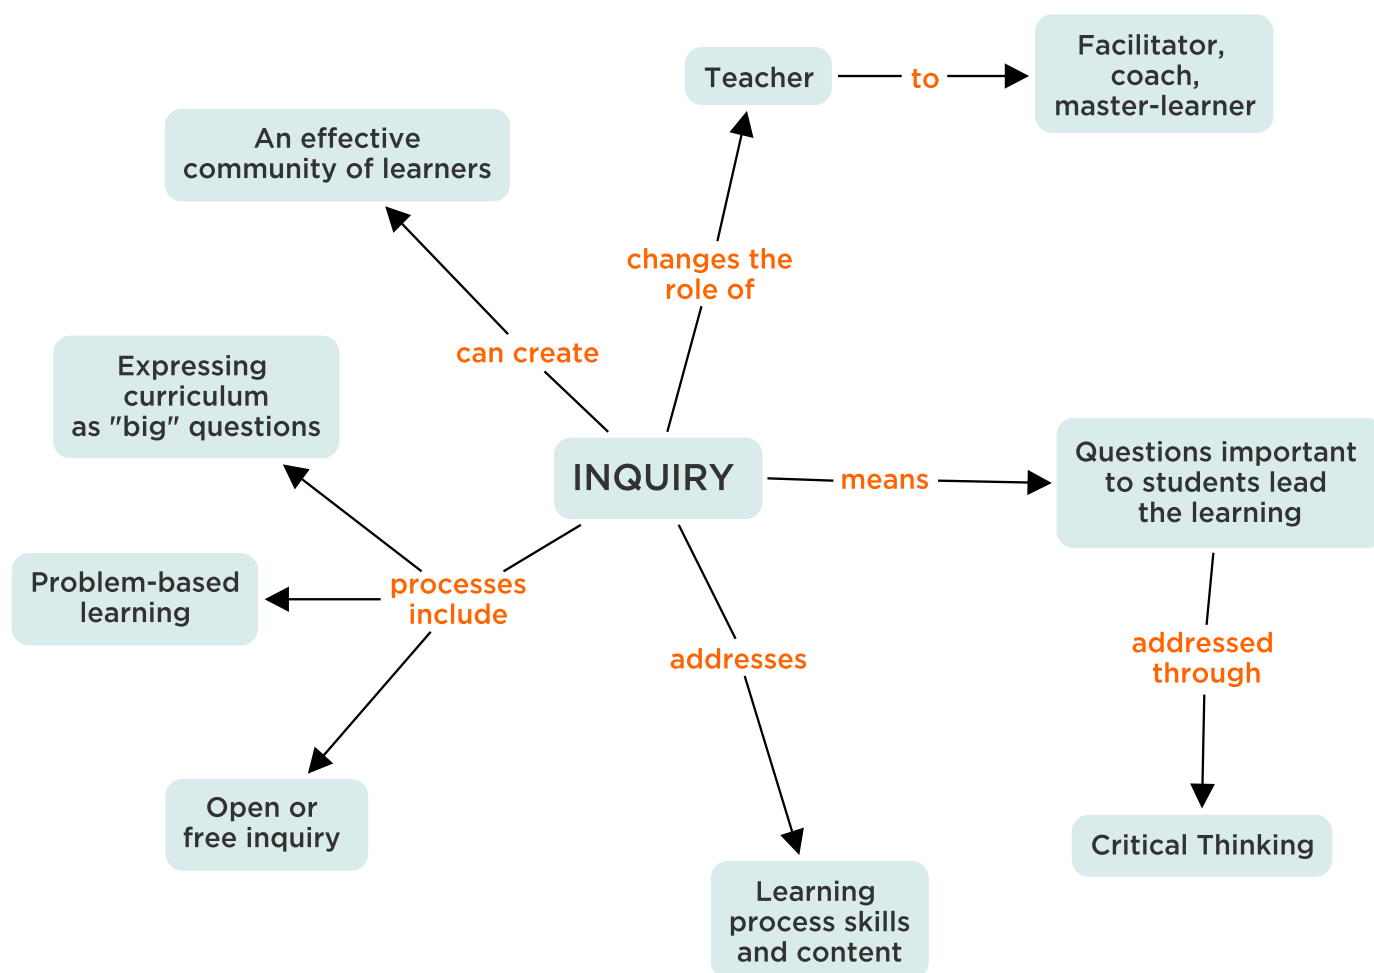 Teacher
to
Facilitator,
coach,
master-learner
An effective
community of learners
changes the
role of
can create
Expressing
curriculum
as "big" questions
INQUIRY
means
Questions important
to students lead
the learning
Problem-based
learning
processes
include
addresses
addressed
through
Open or
free inquiry
Critical Thinking
Learning
process skills
and content